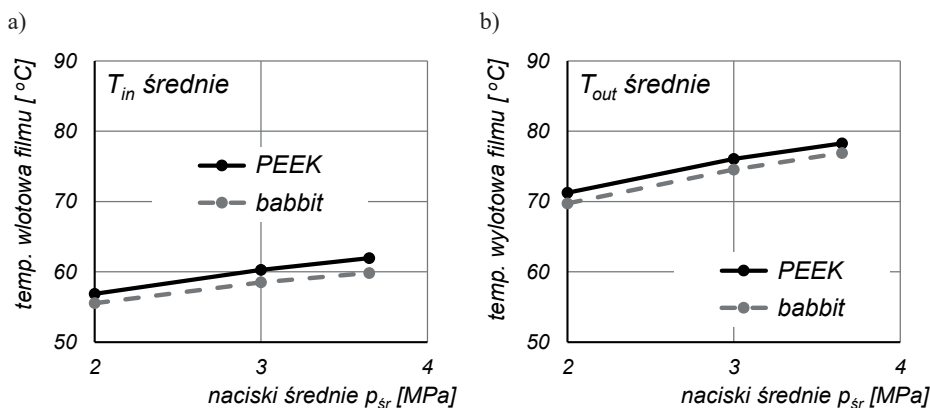 a)
temp. wlotowa filmu [ °C]
90
80
70
60
50
T_in średnie
PEEK
babbit
2 3 4
naciski średnie p_śr [MPa]
b)
temp. wylotowa filmu [ °C]
90
80
70
60
50
T_out średnie
PEEK
babbit
2 3 4
naciski średnie p_śr [MPa]